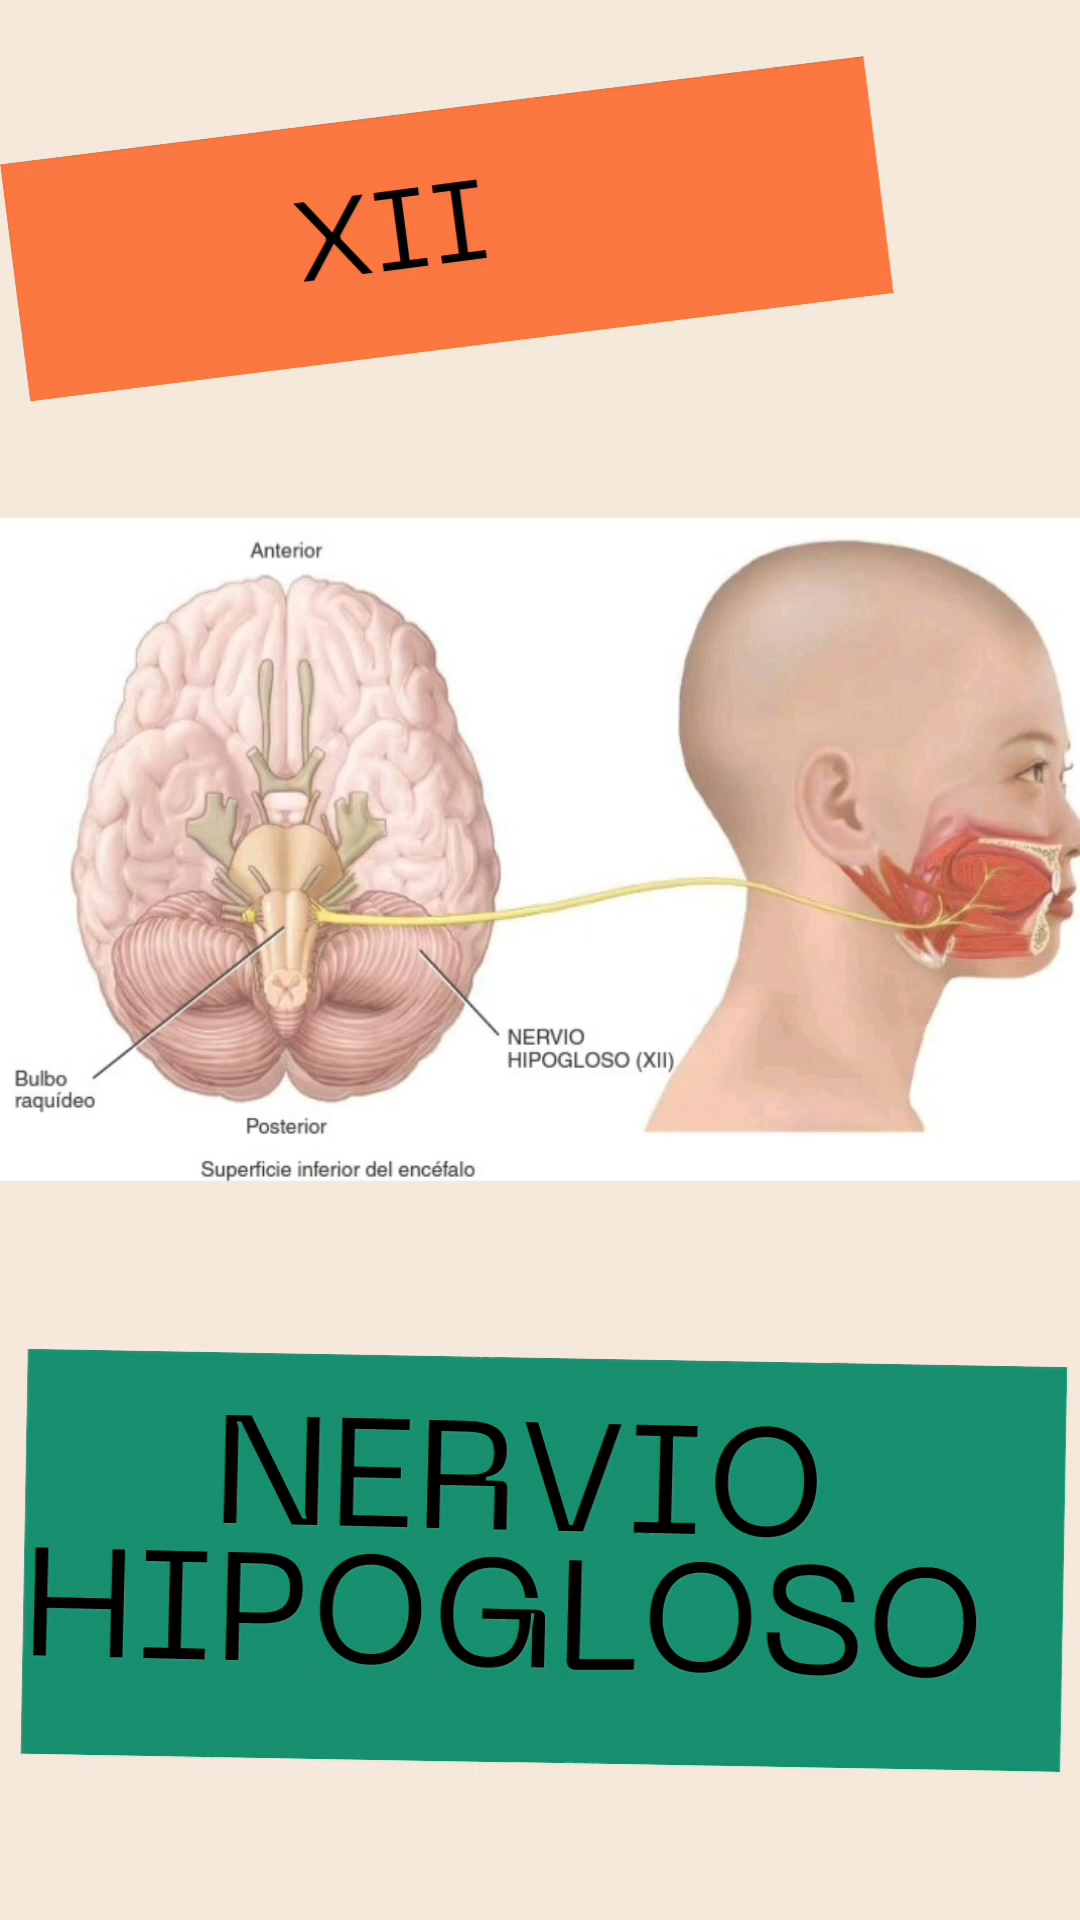 XII
Anterior
NERVIO
HIPOGLOSO (XII)
Bulbo
raquídeo
Posterior
Superficie inferior del encéfalo
NERVIO
HIPOGLOSO